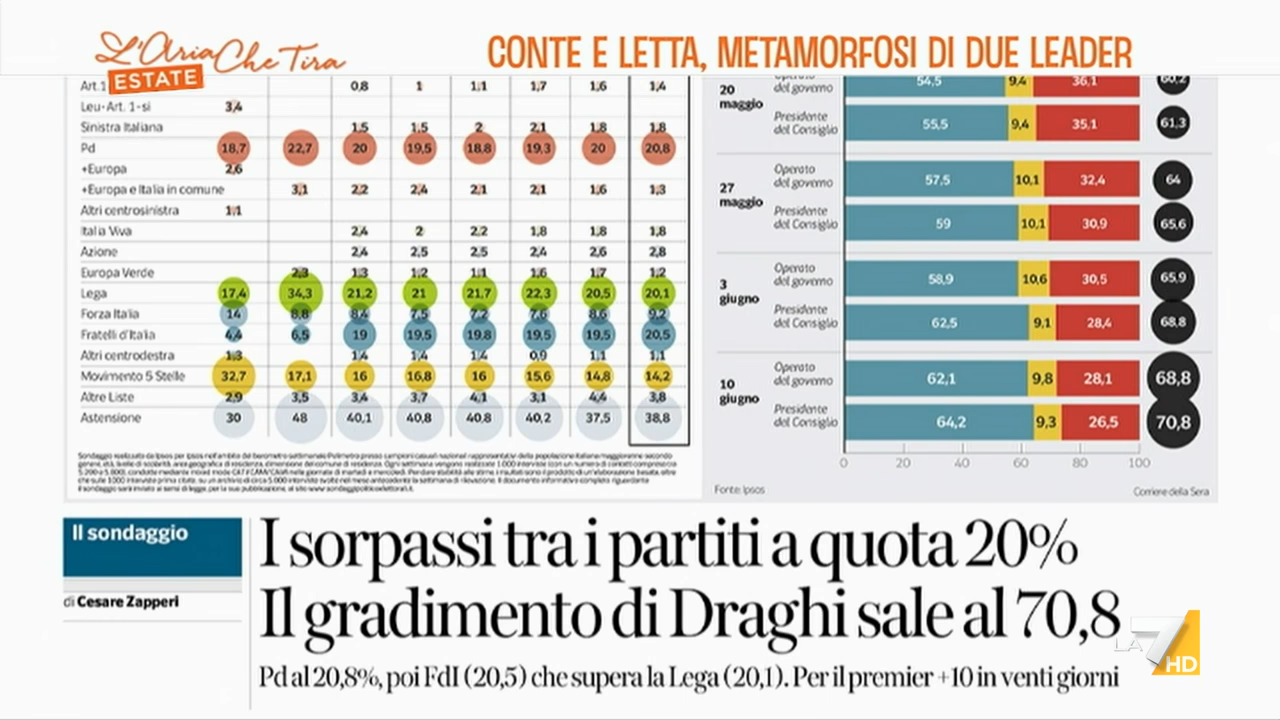 L'Aria Che Tira
ESTATE
CONTE E LETTA, METAMORFOSI DI DUE LEADER
Art.1 0,8 1 1,1 1,7 1,6 1,4
Leu-Art. 1-si 3,4
Sinistra Italiana 1,5 1,5 2 2,1 1,8 1,8
Pd 18,7 22,7 20 19,5 18,8 19,3 20 20,8
+Europa 2,6
+Europa e Italia in comune 3,1 2,2 2,4 2,1 2,1 1,6 1,3
Altri centrosinistra 1,1
Italia Viva 2,4 2 2,2 1,8 1,8 1,8
Azione 2,4 2,5 2,5 2,4 2,6 2,8
Europa Verde 2,3 1,3 1,2 1,1 1,6 1,7 1,2
Lega 17,4 34,3 21,2 21 21,7 22,3 20,5 20,1
Forza Italia 14 8,8 8,4 7,5 7,2 7,6 8,6 9,2
Fratelli d'Italia 4,4 6,5 19 19,5 19,8 19,5 19,5 20,5
Altri centrodestra 1,3 1,4 1,4 1,4 0,9 1,1 1,1
Movimento 5 Stelle 32,7 17,1 16 16,8 16 15,6 14,8 14,2
Altre Liste 2,9 3,5 3,4 3,7 4,1 3,1 4,4 3,8
Astensione 30 48 40,1 40,8 40,8 40,2 37,5 38,8
20
maggio
Operato
del governo 54,5 9,4 36,1 60,2
Presidente
del Consiglio 55,5 9,4 35,1 61,3
27
maggio
Operato
del governo 57,5 10,1 32,4 64
Presidente
del Consiglio 59 10,1 30,9 65,6
3
giugno
Operato
del governo 58,9 10,6 30,5 65,9
Presidente
del Consiglio 62,5 9,1 28,4 68,8
10
giugno
Operato
del governo 62,1 9,8 28,1 68,8
Presidente
del Consiglio 64,2 9,3 26,5 70,8
0 20 40 60 80 100
Fonte: Ipsos
Corriere della Sera
Il sondaggio
di Cesare Zapperi
I sorpassi tra i partiti a quota 20%
Il gradimento di Draghi sale al 70,8
Pd al 20,8%, poi FdI (20,5) che supera la Lega (20,1). Per il premier +10 in venti giorni
LA7
HD